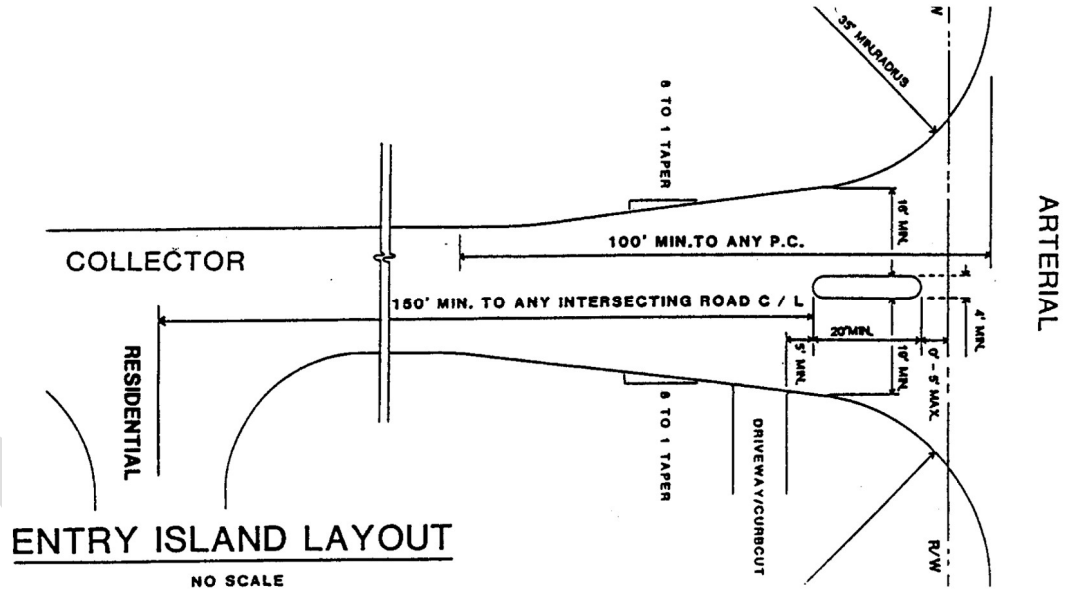 W
35' MIN.RADIUS
8 TO 1 TAPER
ARTERIAL
16' MIN.
100' MIN.TO ANY P.C.
COLLECTOR
150' MIN. TO ANY INTERSECTING ROAD C / L
4' MIN.
20'MIN.
5' MIN.
0' - 5' MAX.
RESIDENTIAL
8 TO 1 TAPER
DRIVEWAY/CURBCUT
R/W
ENTRY ISLAND LAYOUT
NO SCALE